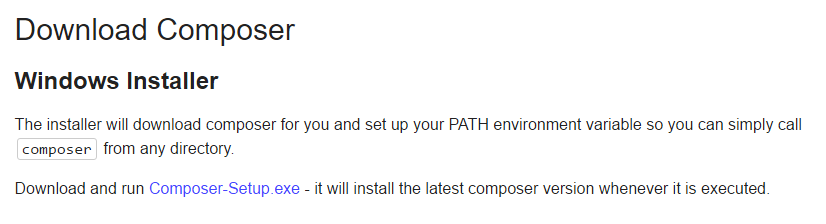 Download Composer
Windows Installer
The installer will download composer for you and set up your PATH environment variable so you can simply call
composer from any directory.
Download and run Composer-Setup.exe - it will install the latest composer version whenever it is executed.